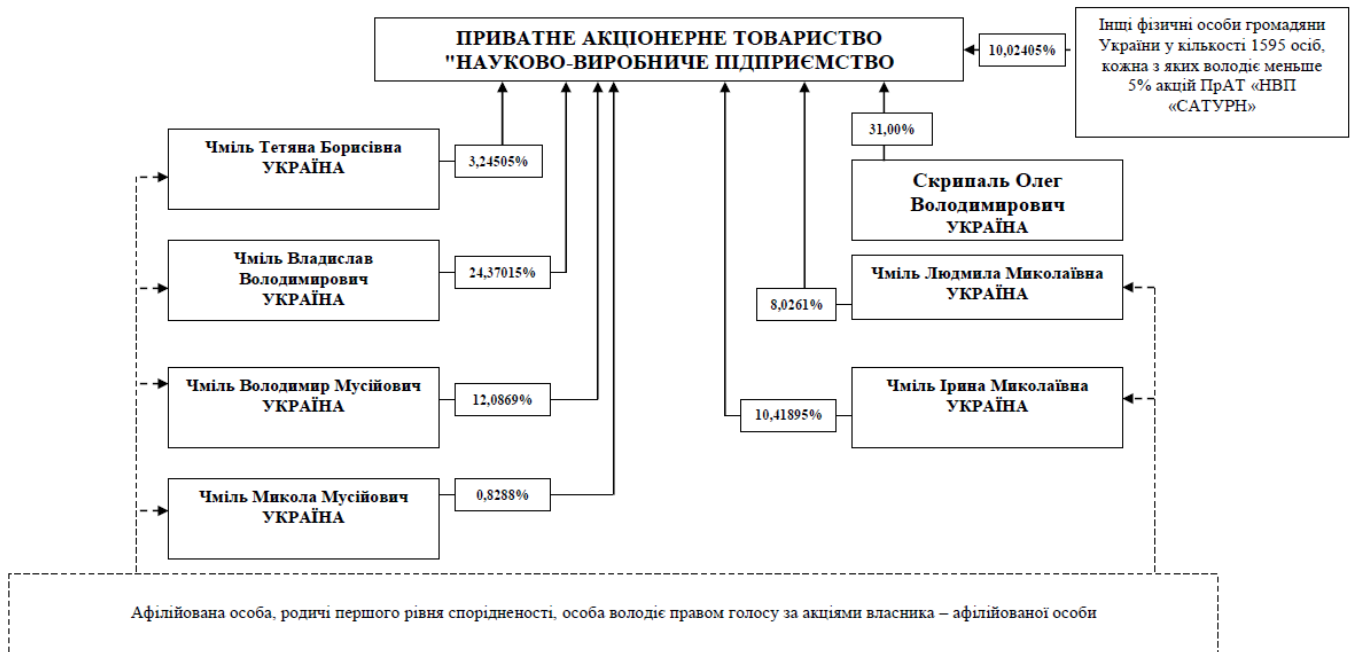 ПРИВАТНЕ АКЦІОНЕРНЕ ТОВАРИСТВО
"НАУКОВО-ВИРОБНИЧЕ ПІДПРИЄМСТВО
10,02405%
Інщі фізичні особи громадяни
України у кількості 1595 осіб,
кожна з яких володіє меньше
5% акцій ПрАТ «НВП
«САТУРН»
Чміль Тетяна Борисівна
УКРАЇНА
3,24505%
31,00%
Скрипаль Олег
Володимирович
УКРАЇНА
Чміль Владислав
Володимирович
УКРАЇНА
24,37015%
8,0261%
Чміль Людмила Миколаївна
УКРАЇНА
Чміль Володимир Мусійович
УКРАЇНА
12,0869%
10,41895%
Чміль Ірина Миколаївна
УКРАЇНА
Чміль Микола Мусійович
УКРАЇНА
0,8288%
Афілійована особа, родичі першого рівня спорідненості, особа володіє правом голосу за акціями власника – афілійованої особи